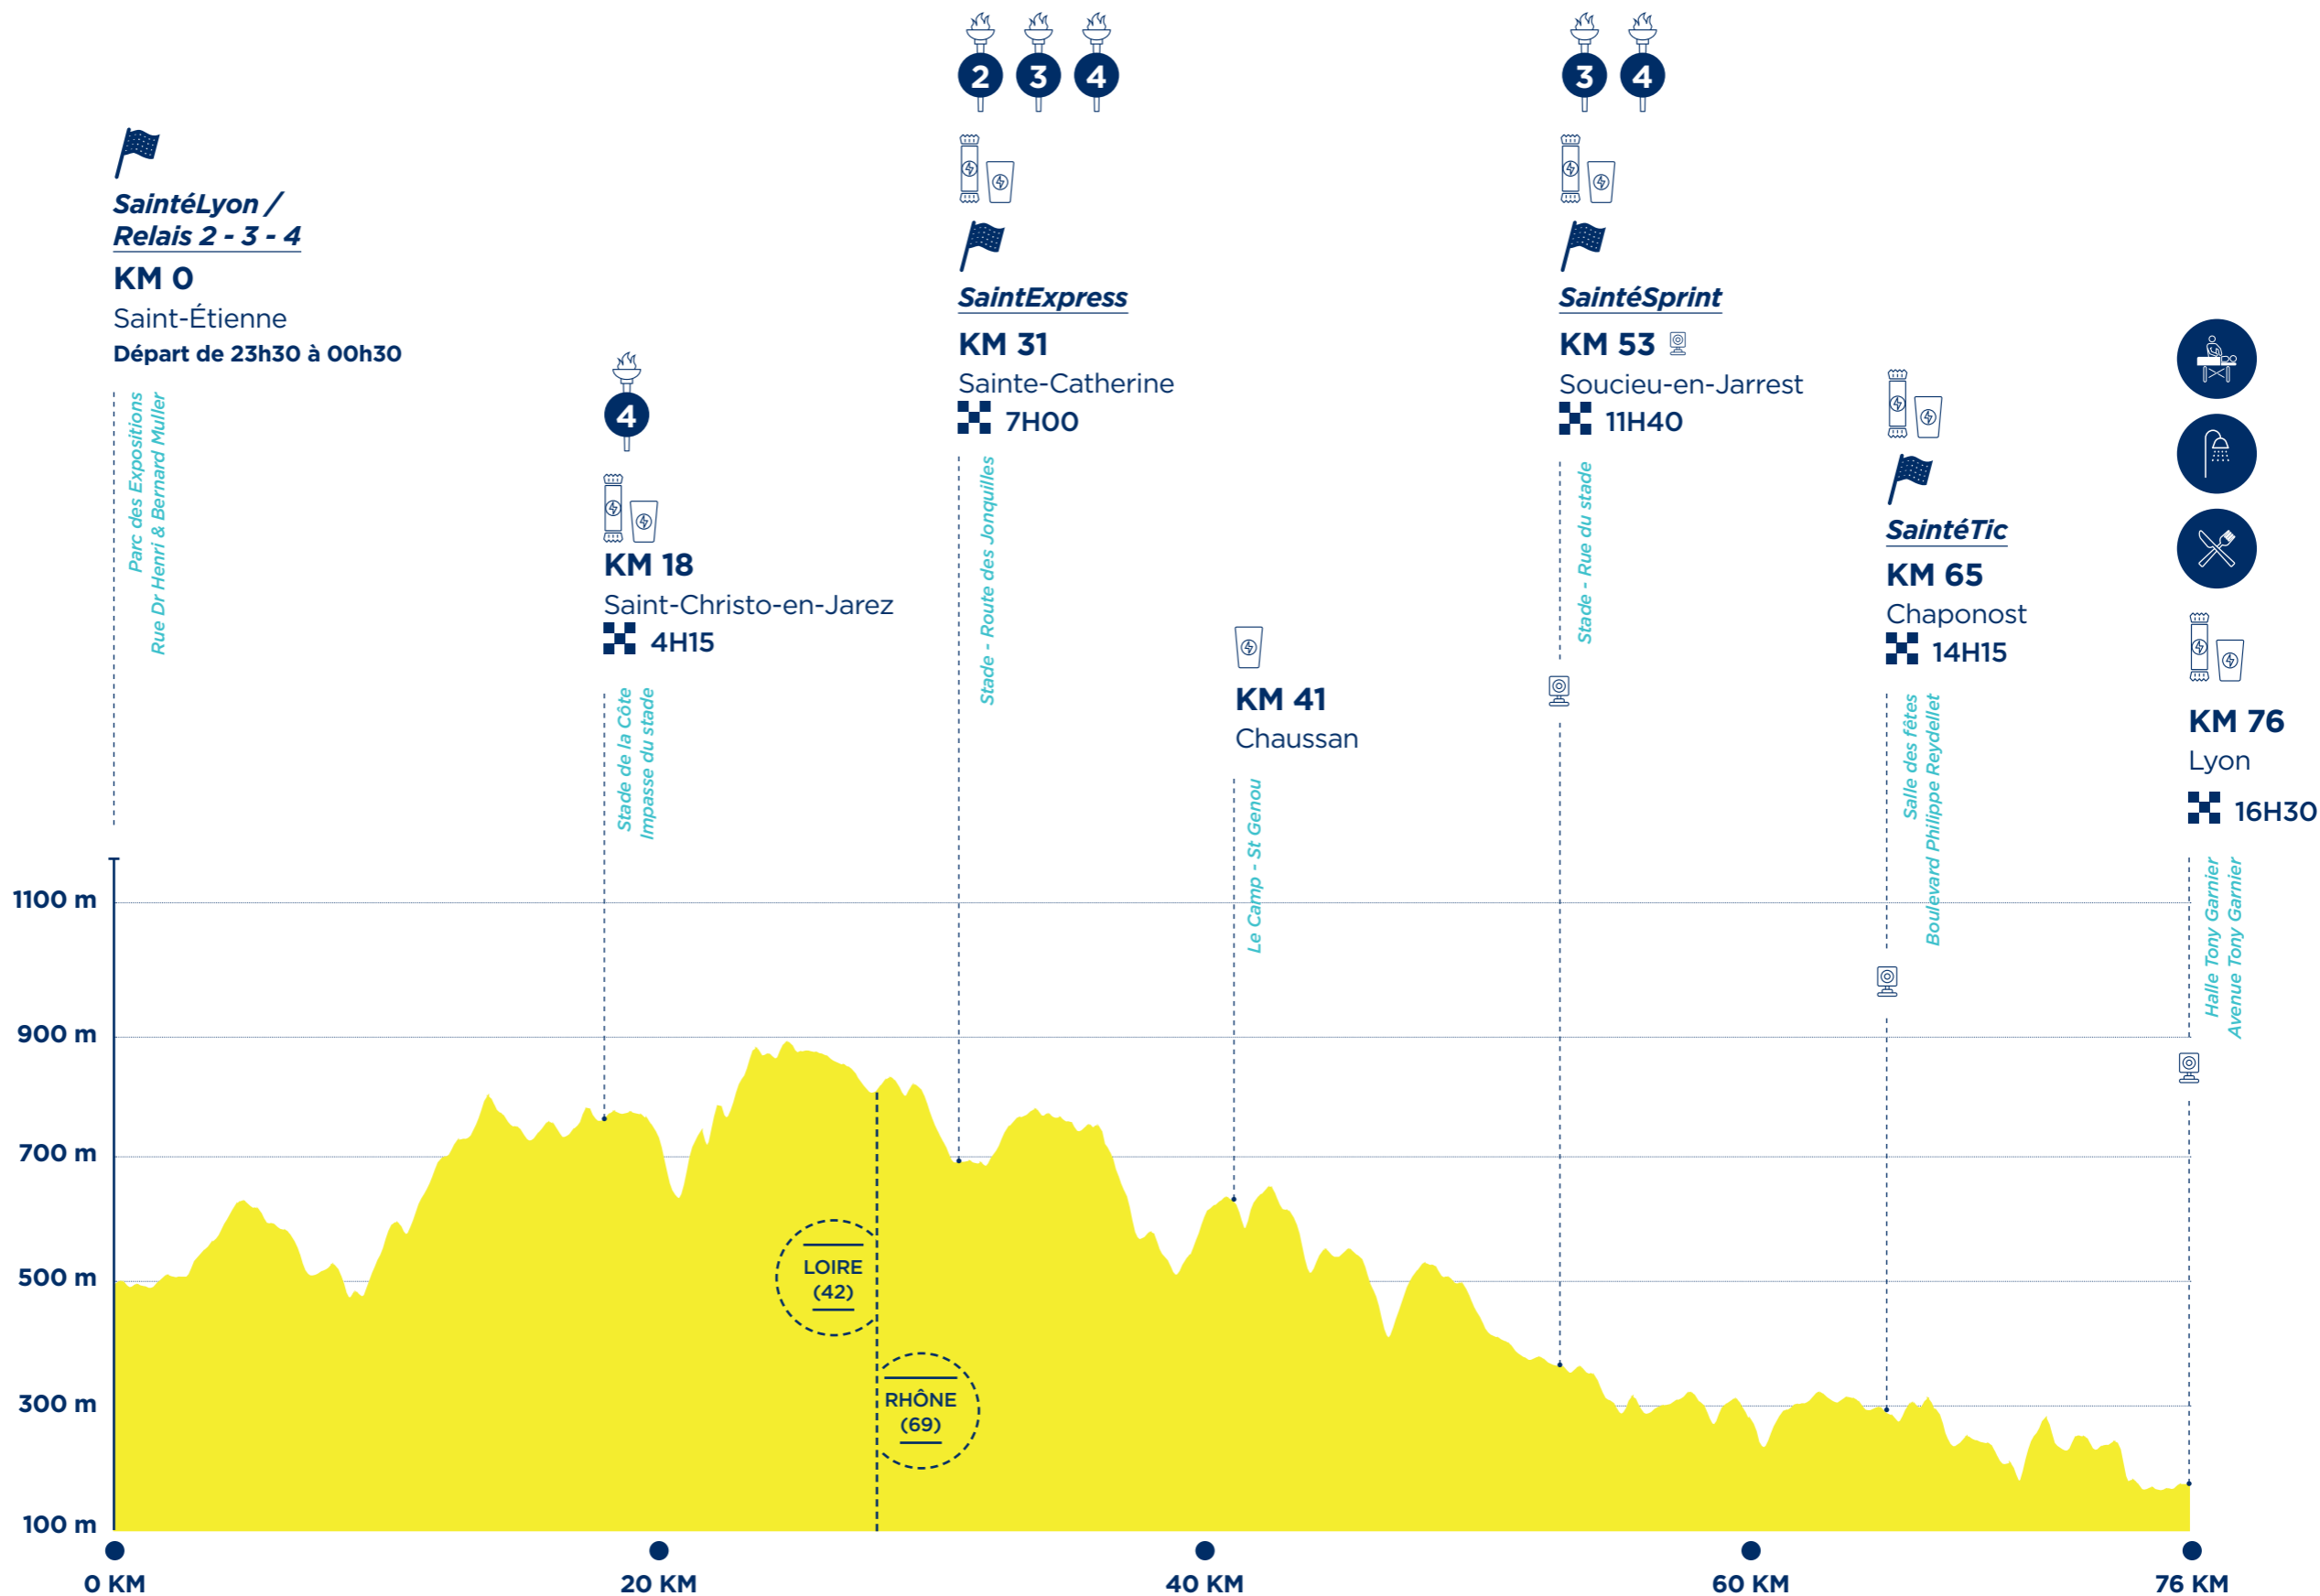 SaintéLyon /
Relais 2 - 3 - 4
KM 0
Saint-Étienne
Départ de 23h30 à 00h30
Parc des Expositions
Rue Dr Henri & Bernard Muller
4
KM 18
Saint-Christo-en-Jarez
4H15
Stade de la Côte
Impasse du stade
2 3 4
SaintExpress
KM 31
Sainte-Catherine
7H00
Stade - Route des Jonquilles
KM 41
Chaussan
Le Camp - St Genou
3 4
SaintéSprint
KM 53
Soucieu-en-Jarrest
11H40
Stade - Rue du stade
SaintéTic
KM 65
Chaponost
14H15
Salle des fêtes
Boulevard Philippe Reydellet
KM 76
Lyon
16H30
Halle Tony Garnier
Avenue Tony Garnier
1100 m
900 m
700 m
500 m
300 m
100 m
LOIRE
(42)
RHÔNE
(69)
0 KM
20 KM
40 KM
60 KM
76 KM